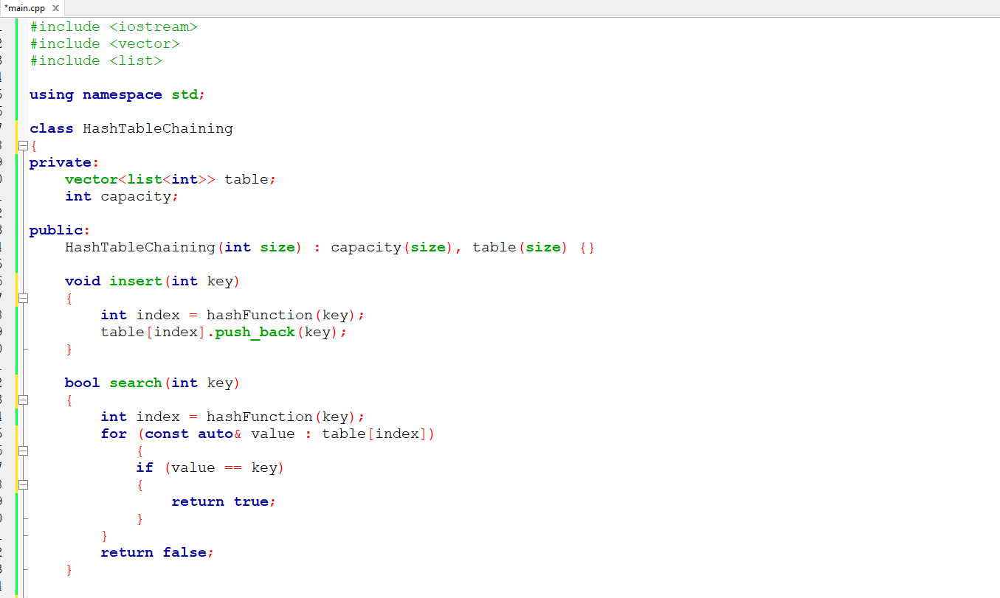 *main.cpp ×
#include <iostream>
#include <vector>
#include <list>
using namespace std;
class HashTableChaining
{
private:
    vector<list<int>> table;
    int capacity;
public:
    HashTableChaining(int size) : capacity(size), table(size) {}
    void insert(int key)
    {
        int index = hashFunction(key);
        table[index].push_back(key);
    }
    bool search(int key)
    {
        int index = hashFunction(key);
        for (const auto& value : table[index])
            {
            if (value == key)
            {
                return true;
            }
        }
        return false;
    }